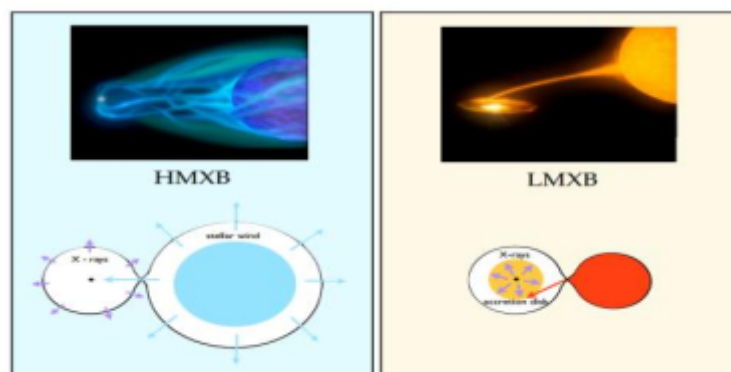 HMXB
stellar wind
X - rays
LMXB
X-rays
accretion disk